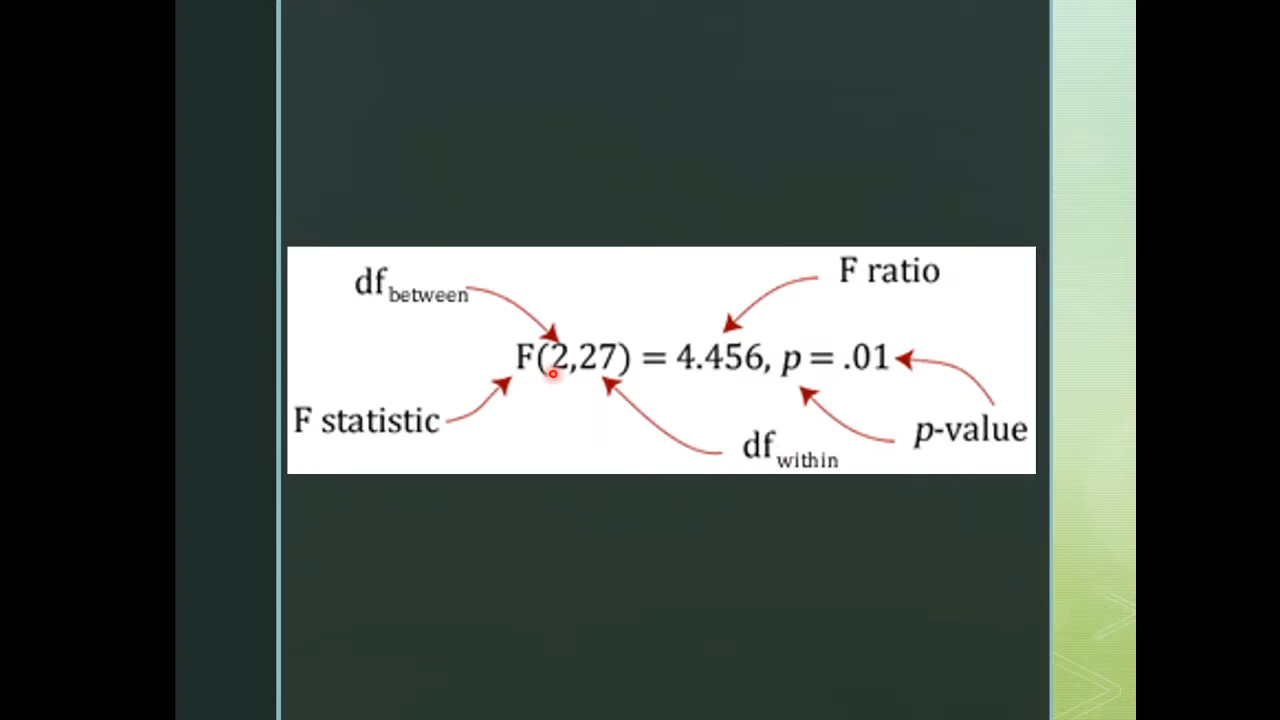 df between
F ratio
F(2,27) = 4.456, p = .01
F statistic
df within
p-value